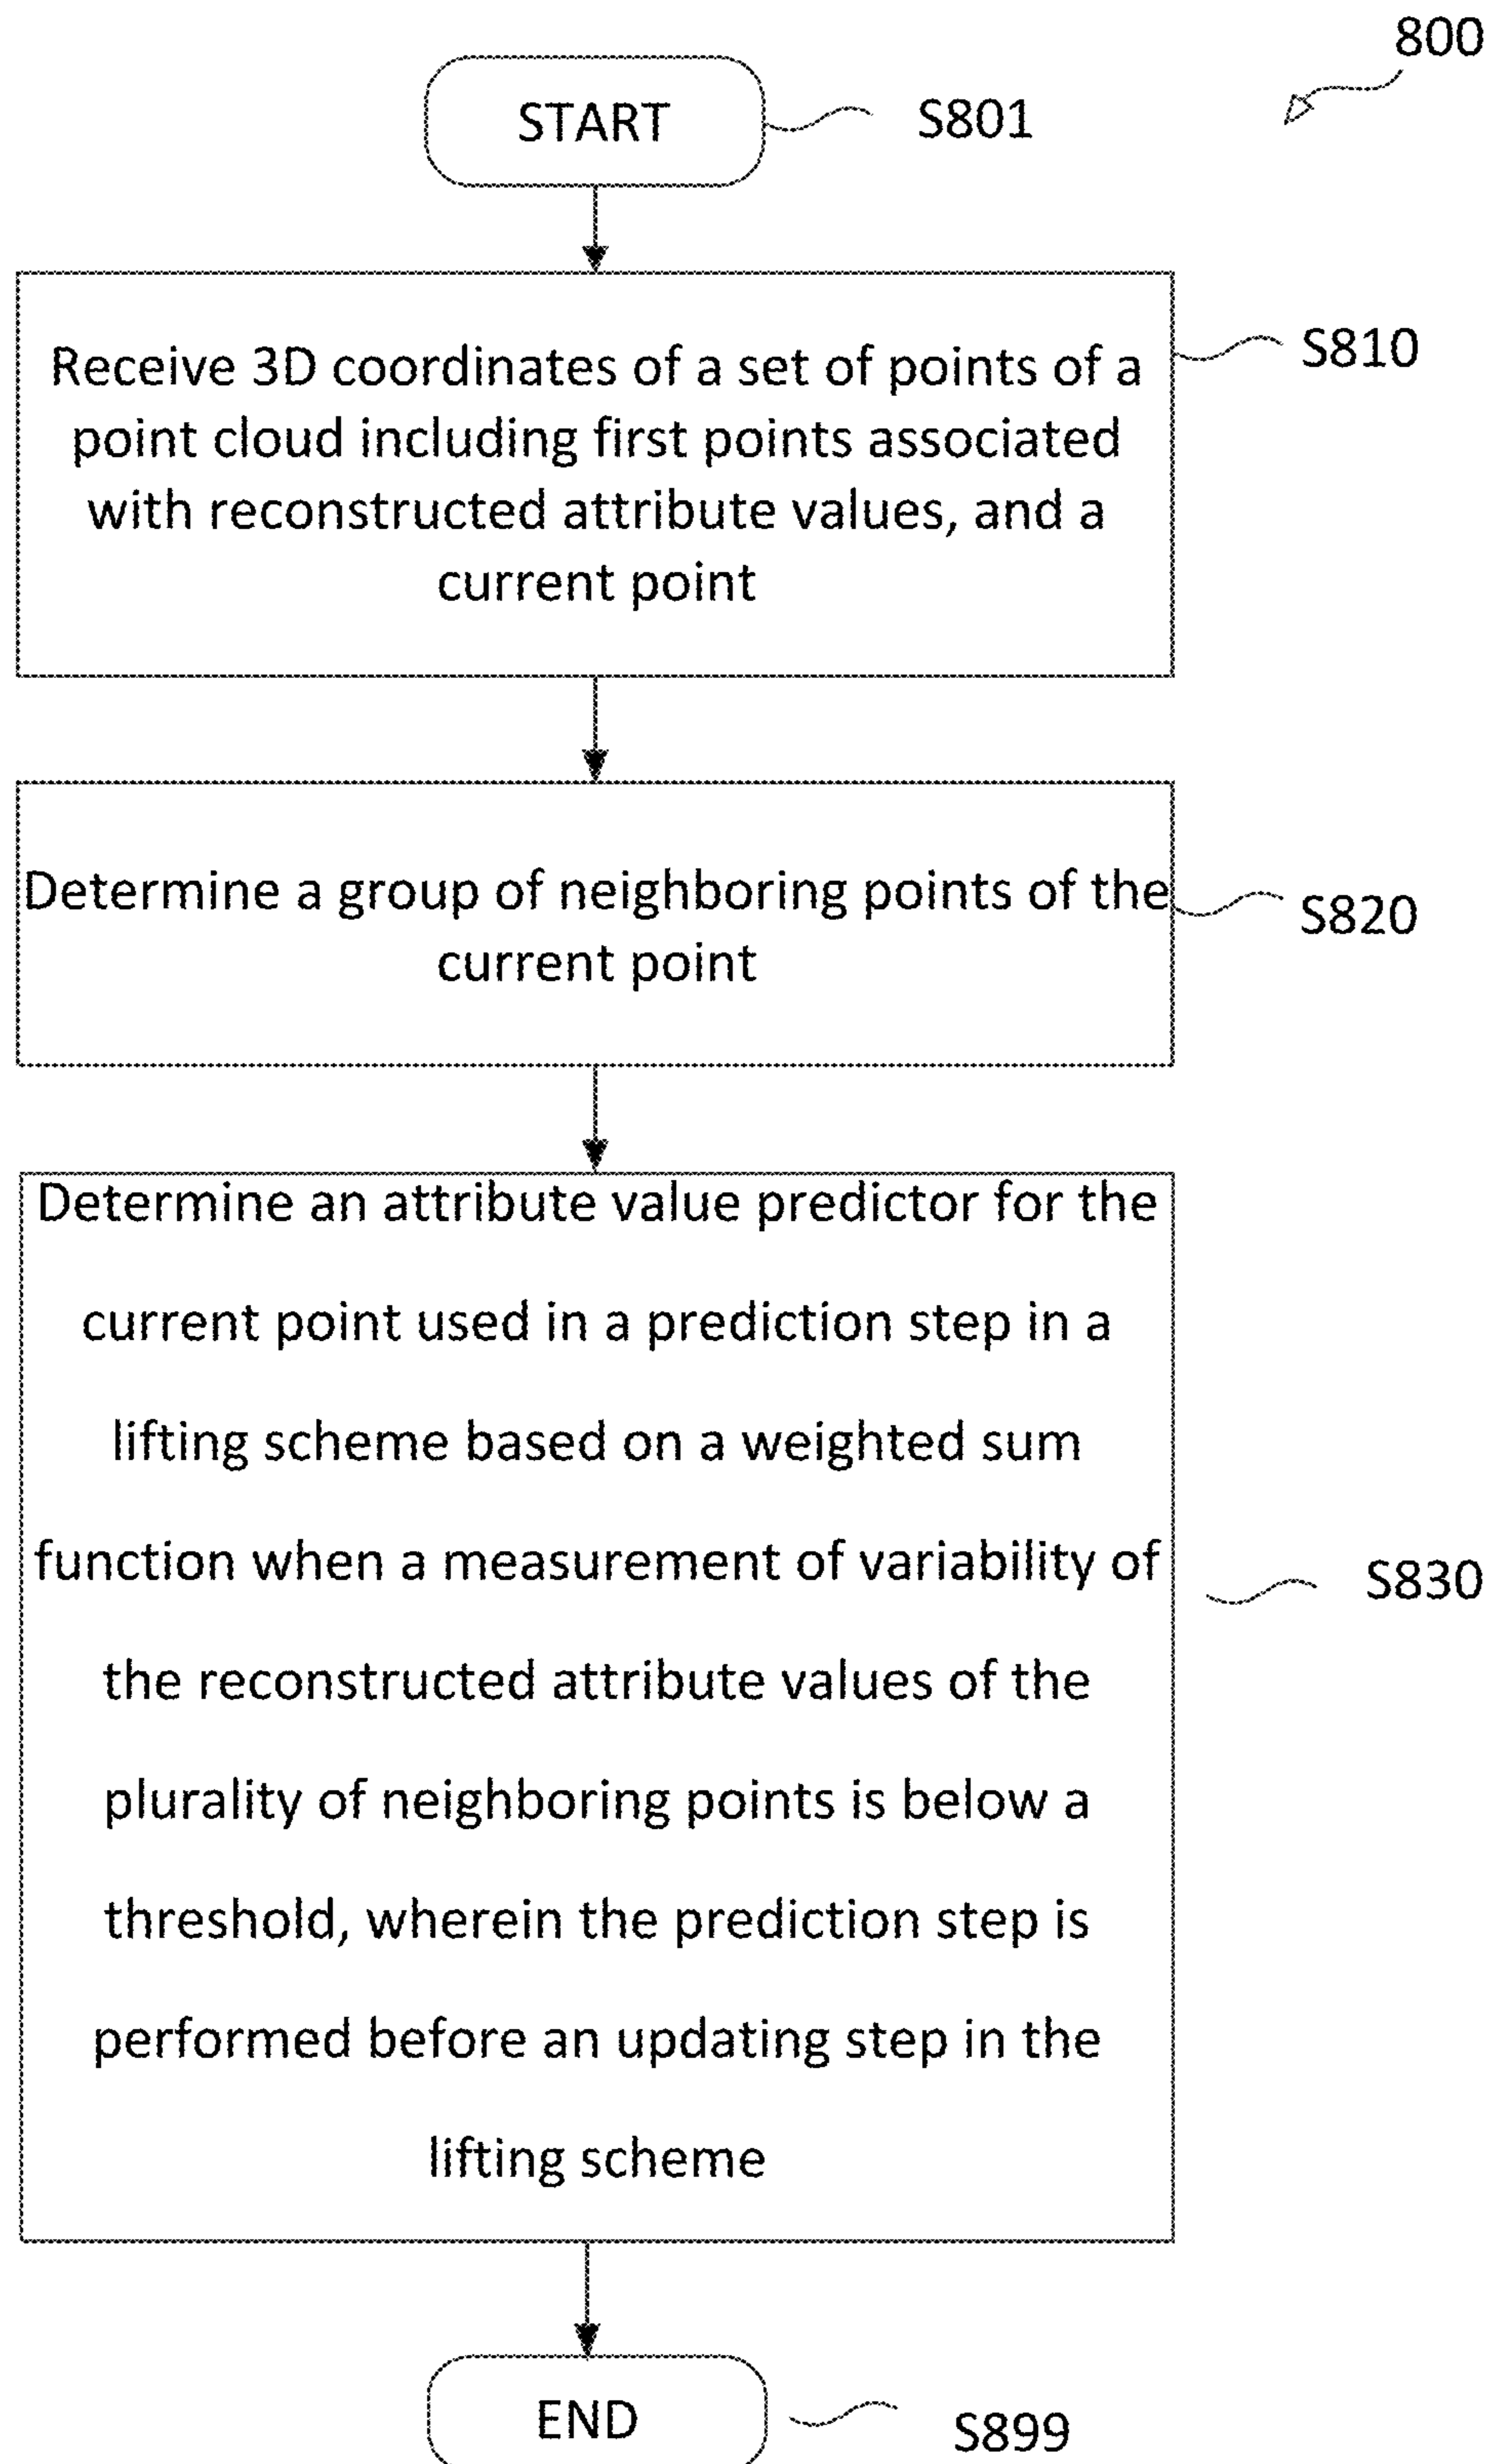 800
START
S801
Receive 3D coordinates of a set of points of a
point cloud including first points associated
with reconstructed attribute values, and a
current point
S810
Determine a group of neighboring points of the
current point
S820
Determine an attribute value predictor for the
current point used in a prediction step in a
lifting scheme based on a weighted sum
function when a measurement of variability of
the reconstructed attribute values of the
plurality of neighboring points is below a
threshold, wherein the prediction step is
performed before an updating step in the
lifting scheme
S830
END
S899